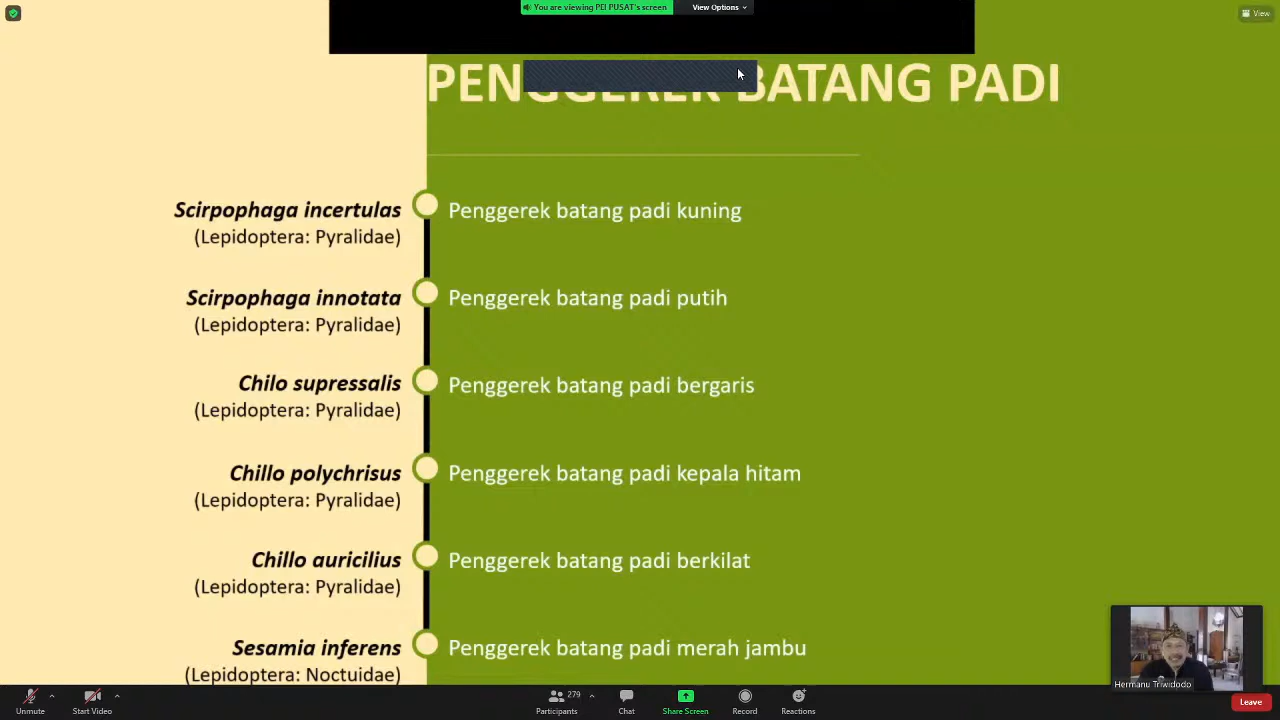 You are viewing PEI PUSAT's screen
View Options
View
PENGGEREK BATANG PADI
Scirpophaga incertulas
(Lepidoptera: Pyralidae)
Penggerek batang padi kuning
Scirpophaga innotata
(Lepidoptera: Pyralidae)
Penggerek batang padi putih
Chilo supressalis
(Lepidoptera: Pyralidae)
Penggerek batang padi bergaris
Chillo polychrisus
(Lepidoptera: Pyralidae)
Penggerek batang padi kepala hitam
Chillo auricilius
(Lepidoptera: Pyralidae)
Penggerek batang padi berkilat
Sesamia inferens
(Lepidoptera: Noctuidae)
Penggerek batang padi merah jambu
Hermanu Triwidodo
Unmute
Start Video
279
Participants
Chat
Share Screen
Record
Reactions
Leave